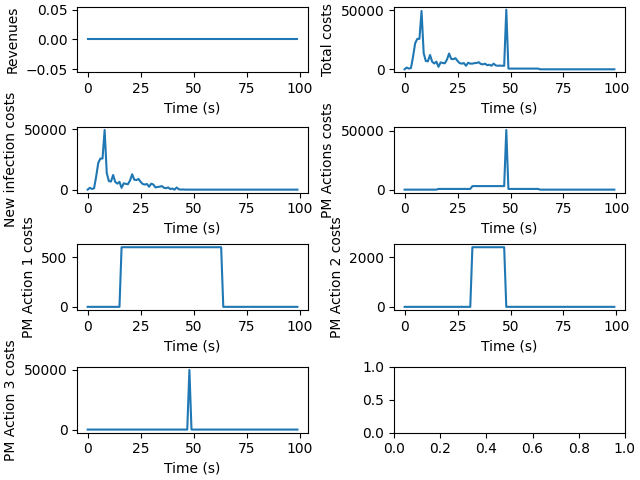 Revenues
0.05
0.00
−0.05
0 25 50 75 100
Time (s)
Total costs
50000
0
0 25 50 75 100
Time (s)
New infection costs
50000
0
0 25 50 75 100
Time (s)
PM Actions costs
50000
0
0 25 50 75 100
Time (s)
PM Action 1 costs
500
0
0 25 50 75 100
Time (s)
PM Action 2 costs
2000
0
0 25 50 75 100
Time (s)
PM Action 3 costs
50000
0
0 25 50 75 100
Time (s)
1.0
0.5
0.0
0.0 0.2 0.4 0.6 0.8 1.0